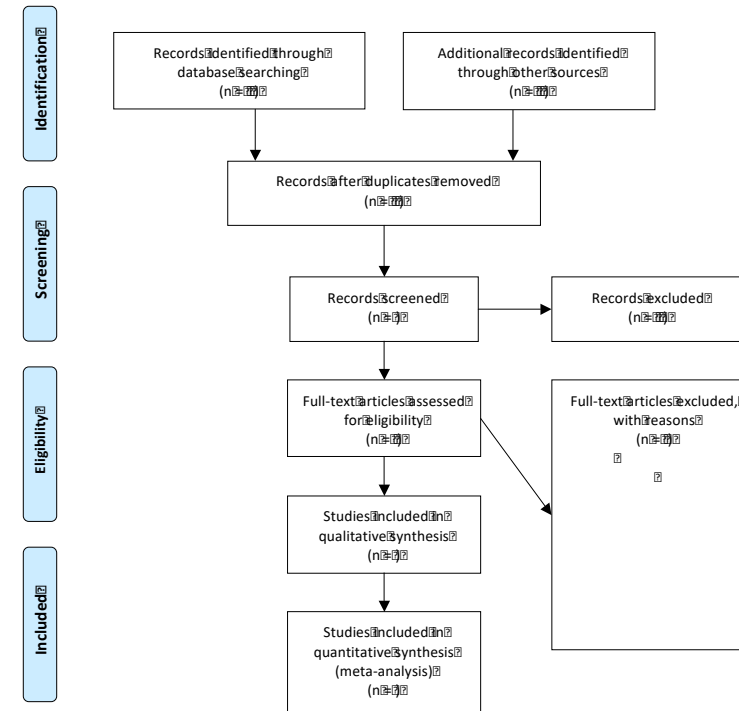 Identification
Records identified through
database searching
(n = )
Additional records identified
through other sources
(n = )
Records after duplicates removed
(n = )
Screening
Records screened
(n = )
Records excluded
(n = )
Eligibility
Full-text articles assessed
for eligibility
(n = )
Full-text articles excluded,
with reasons
(n = )
Studies included in
qualitative synthesis
(n = )
Included
Studies included in
quantitative synthesis
(meta-analysis)
(n = )